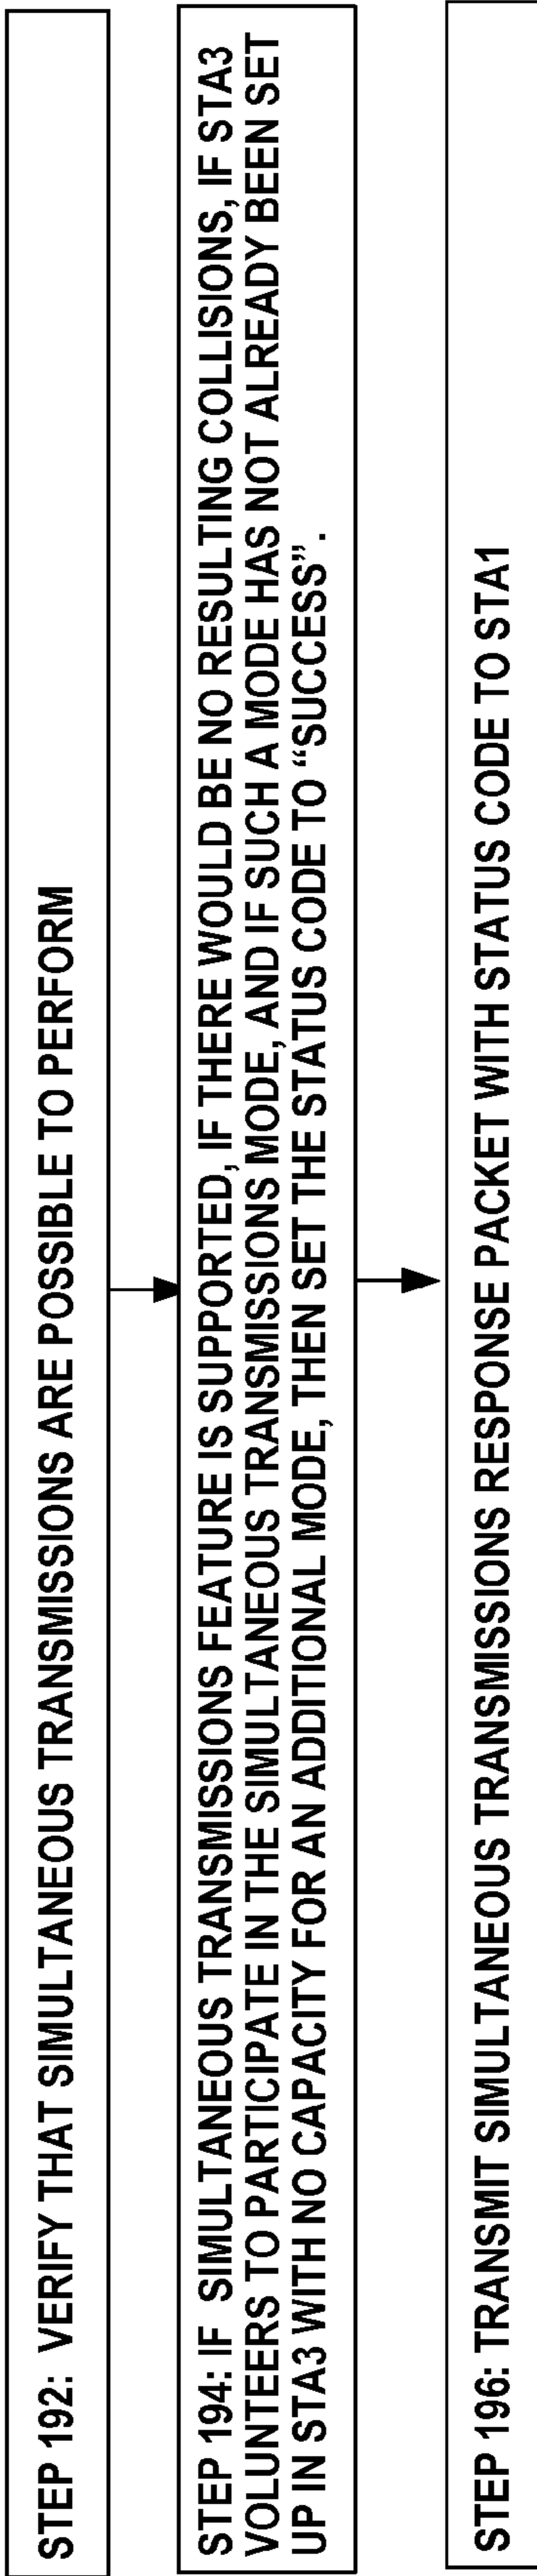 STEP 192: VERIFY THAT SIMULTANEOUS TRANSMISSIONS ARE POSSIBLE TO PERFORM
STEP 194: IF SIMULTANEOUS TRANSMISSIONS FEATURE IS SUPPORTED, IF THERE WOULD BE NO RESULTING COLLISIONS, IF STA3
VOLUNTEERS TO PARTICIPATE IN THE SIMULTANEOUS TRANSMISSIONS MODE, AND IF SUCH A MODE HAS NOT ALREADY BEEN SET
UP IN STA3 WITH NO CAPACITY FOR AN ADDITIONAL MODE, THEN SET THE STATUS CODE TO “SUCCESS”.
STEP 196: TRANSMIT SIMULTANEOUS TRANSMISSIONS RESPONSE PACKET WITH STATUS CODE TO STA1